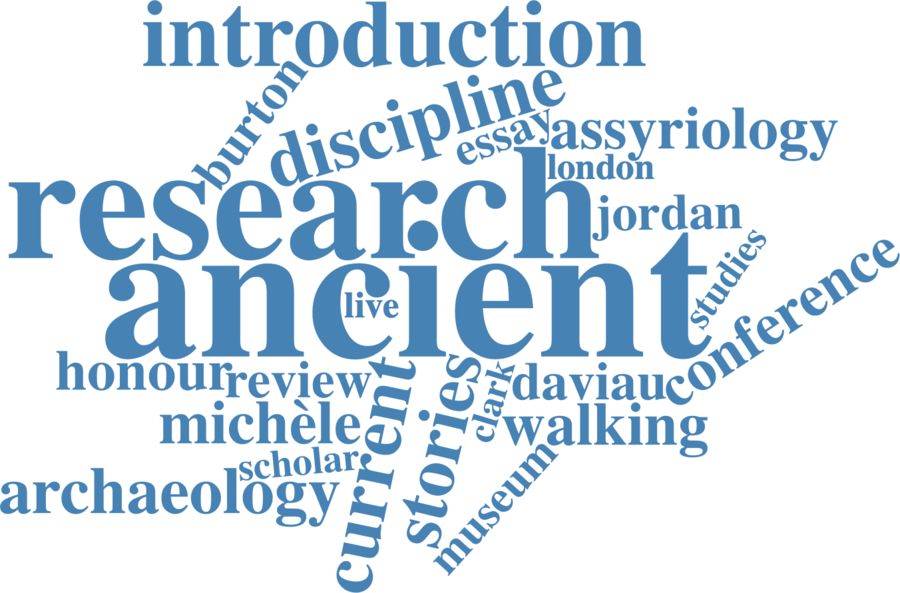 introduction
burton
discipline
essay
assyriology
london
research
jordan
ancient
live
studies
conference
honour
review
current
stories
clark
daviau
michèle
walking
scholar
archaeology
museum